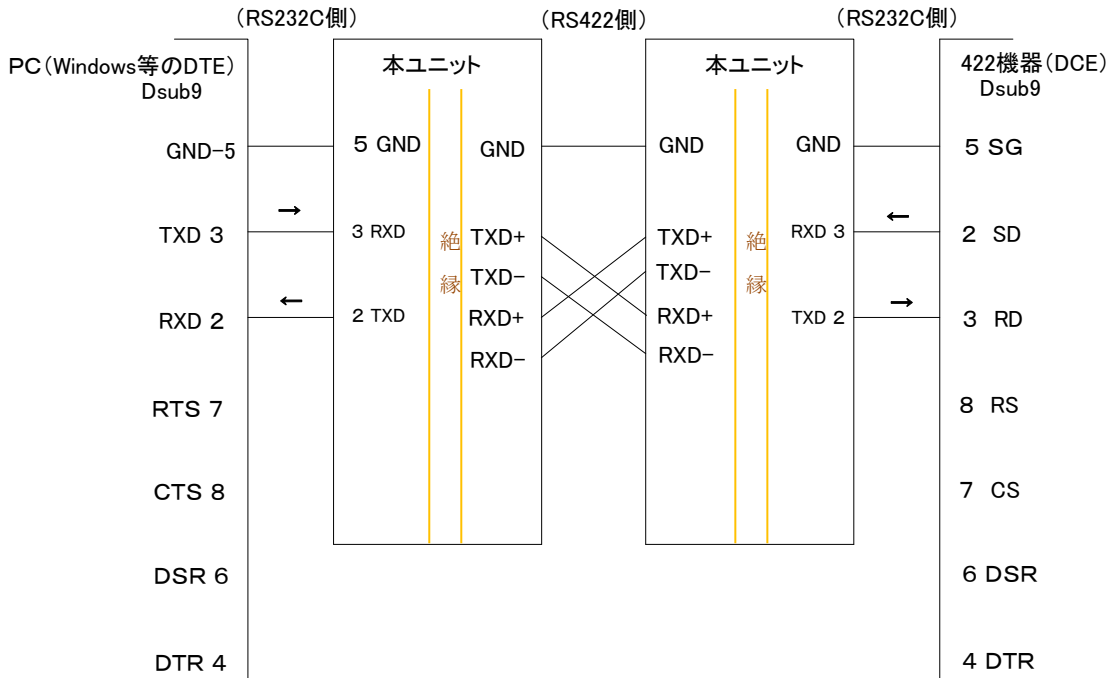 (RS232C側) (RS422側) (RS232C側)
PC(Windows等のDTE) 本ユニット 本ユニット 422機器(DCE)
Dsub9 Dsub9
GND-5 5 GND GND GND GND 5 SG
→ ←
TXD 3 3 RXD TXD+ TXD+ RXD 3 2 SD
絶縁 絶縁
TXD- TXD-
← →
RXD 2 2 TXD RXD+ RXD+ TXD 2 3 RD
RXD- RXD-
RTS 7 8 RS
CTS 8 7 CS
DSR 6 6 DSR
DTR 4 4 DTR